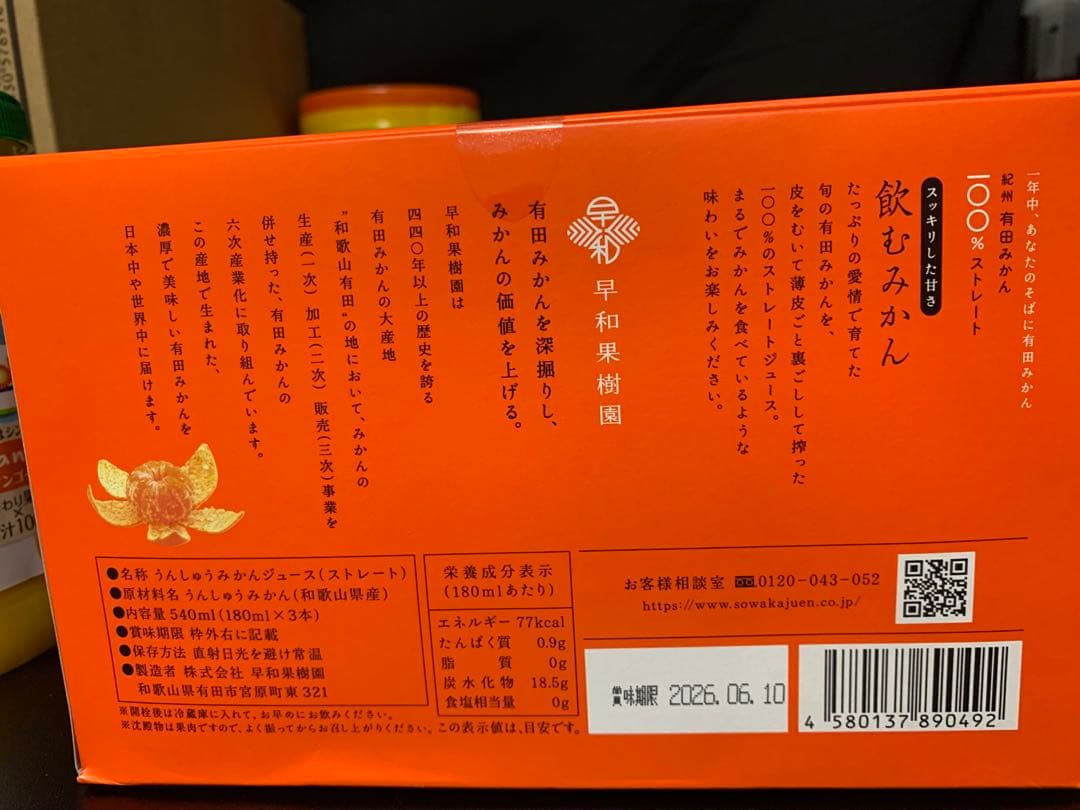 一年中、あなたのそばに有田みかん
紀州 有田みかん
一〇〇%ストレート
スッキリした甘さ
飲むみかん
たっぷりの愛情で育てた
旬の有田みかんを、
皮をむいて薄皮ごと裏ごしして搾った
一〇〇%のストレートジュース。
まるでみかんを食べているような
味わいをお楽しみください。
早和
早和果樹園
有田みかんを深掘りし、
みかんの価値を上げる。
早和果樹園は
四四〇年以上の歴史を誇る
有田みかんの大産地
"和歌山有田"の地において、みかんの
生産(一次)加工(二次)販売(三次)事業を
併せ持った、有田みかんの
六次産業化に取り組んでいます。
この産地で生まれた、
濃厚で美味しい有田みかんを
日本中や世界中に届けます。
●名称 うんしゅうみかんジュース(ストレート)
●原材料名 うんしゅうみかん(和歌山県産)
●内容量 540ml(180ml×3本)
●賞味期限 枠外右に記載
●保存方法 直射日光を避け常温
●製造者 株式会社 早和果樹園
和歌山県有田市宮原町東 321
※開栓後は冷蔵庫に入れて、お早めにお飲みください。
※沈殿物は果肉ですので、よく振ってからお召し上がりください。
栄養成分表示
(180mlあたり)
エネルギー 77kcal
たんぱく質 0.9g
脂質 0g
炭水化物 18.5g
食塩相当量 0g
この表示値は、目安です。
お客様相談室 0120-043-052
https://www.sowakajuen.co.jp/
賞味期限 2026.06.10
4 580137 890492